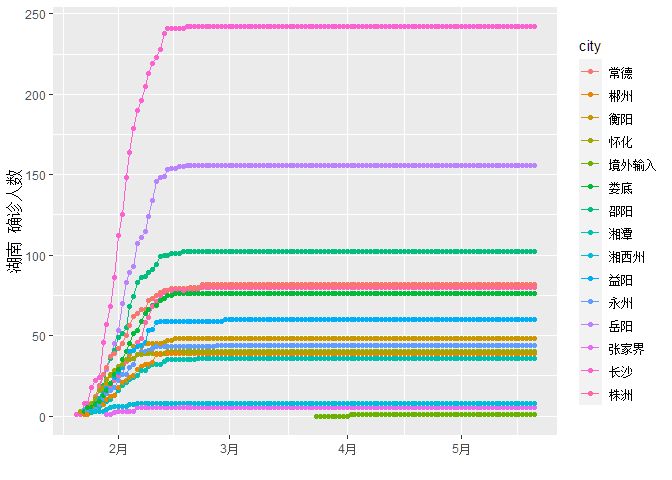 250
200
150
100
50
0
湖南 确诊人数
2月
3月
4月
5月
city
常德
郴州
衡阳
怀化
境外输入
娄底
邵阳
湘潭
湘西州
益阳
永州
岳阳
张家界
长沙
株洲